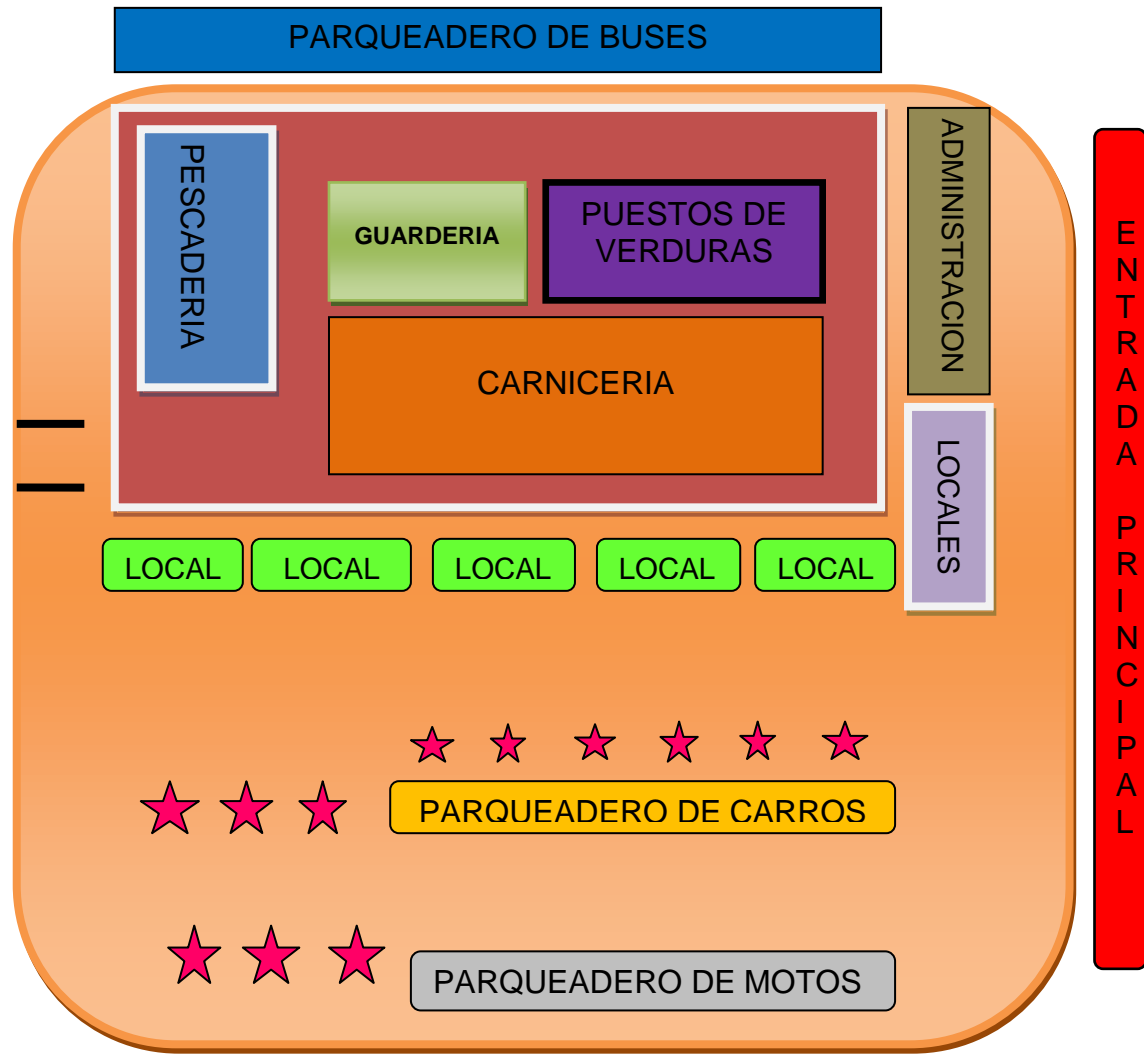 PARQUEADERO DE BUSES
PESCADERIA
GUARDERIA
PUESTOS DE
VERDURAS
CARNICERIA
ADMINISTRACION
LOCALES
ENTRADA PRINCIPAL
LOCAL
LOCAL
LOCAL
LOCAL
LOCAL
PARQUEADERO DE CARROS
PARQUEADERO DE MOTOS